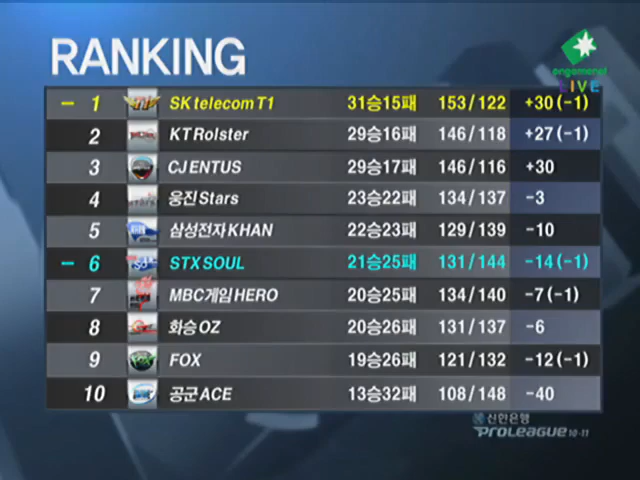 RANKING
ongamenet
LIVE
– 1 SK telecom T1 31승15패 153/122 +30(-1)
2 KT Rolster 29승16패 146/118 +27(-1)
3 CJ ENTUS 29승17패 146/116 +30
4 웅진 Stars 23승22패 134/137 -3
5 삼성전자 KHAN 22승23패 129/139 -10
– 6 STX SOUL 21승25패 131/144 -14(-1)
7 MBC게임 HERO 20승25패 134/140 -7(-1)
8 화승 OZ 20승26패 131/137 -6
9 FOX 19승26패 121/132 -12(-1)
10 공군 ACE 13승32패 108/148 -40
신한은행
PROLEAGUE 10-11